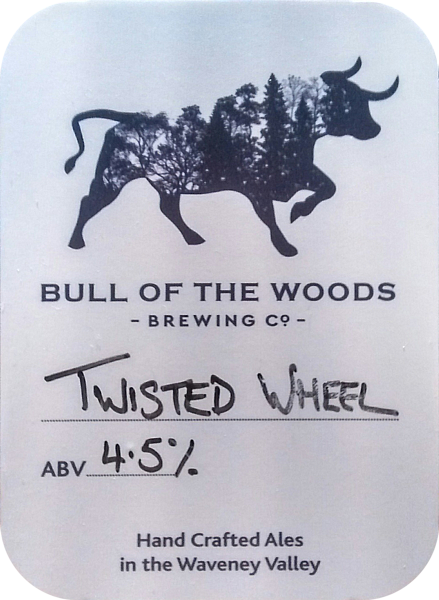 BULL OF THE WOODS
- BREWING Cº -
TWISTED WHEEL
ABV 4.5%
Hand Crafted Ales
in the Waveney Valley